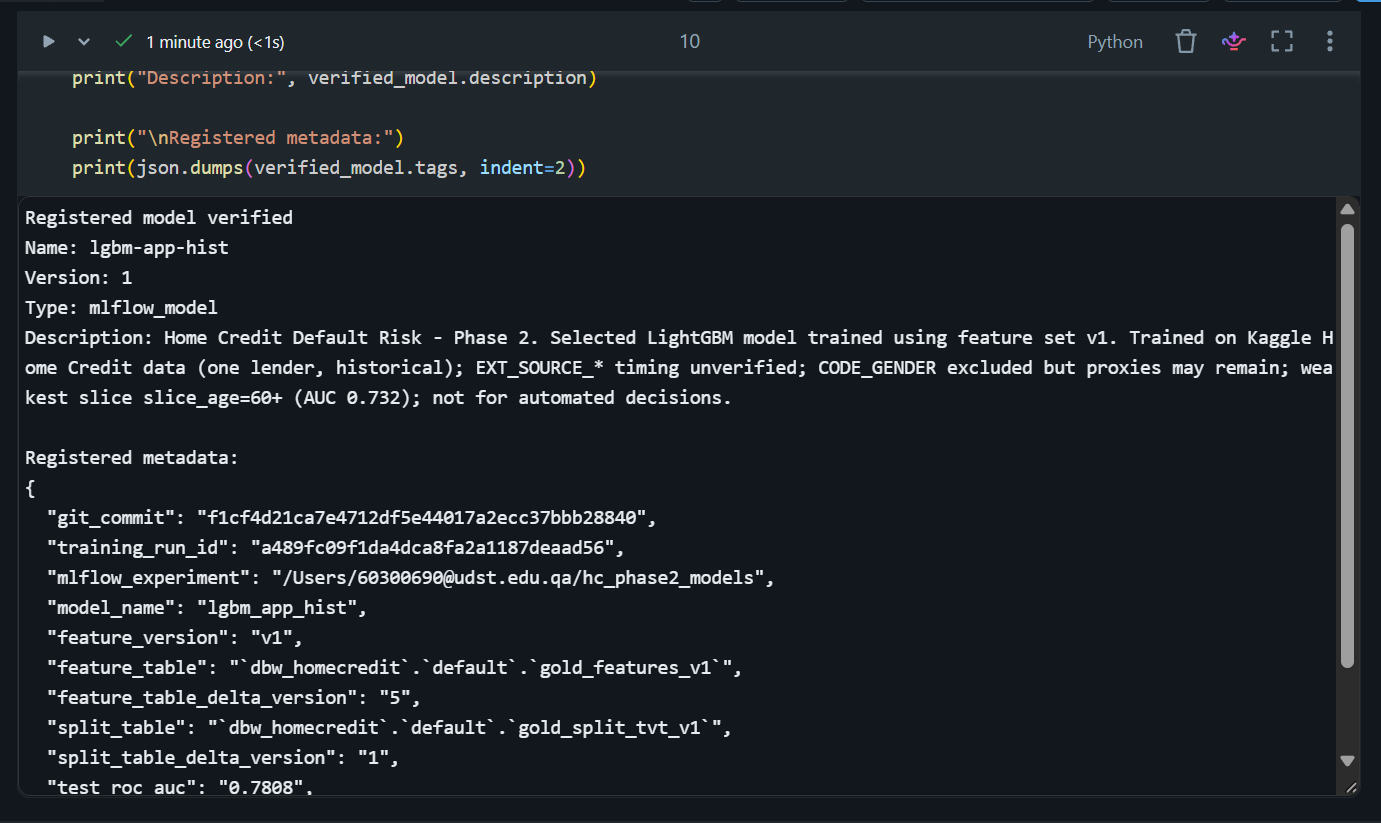 1 minute ago (<1s)
10
Python
print("Description:", verified_model.description)
print("\nRegistered metadata:")
print(json.dumps(verified_model.tags, indent=2))
Registered model verified
Name: lgbm-app-hist
Version: 1
Type: mlflow_model
Description: Home Credit Default Risk - Phase 2. Selected LightGBM model trained using feature set v1. Trained on Kaggle H
ome Credit data (one lender, historical); EXT_SOURCE_* timing unverified; CODE_GENDER excluded but proxies may remain; wea
kest slice slice_age=60+ (AUC 0.732); not for automated decisions.
Registered metadata:
{
  "git_commit": "f1cf4d21ca7e4712df5e44017a2ecc37bbb28840",
  "training_run_id": "a489fc09f1da4dca8fa2a1187deaad56",
  "mlflow_experiment": "/Users/60300690@udst.edu.qa/hc_phase2_models",
  "model_name": "lgbm_app_hist",
  "feature_version": "v1",
  "feature_table": "`dbw_homecredit`.`default`.`gold_features_v1`",
  "feature_table_delta_version": "5",
  "split_table": "`dbw_homecredit`.`default`.`gold_split_tvt_v1`",
  "split_table_delta_version": "1",
  "test_roc_auc": "0.7808",